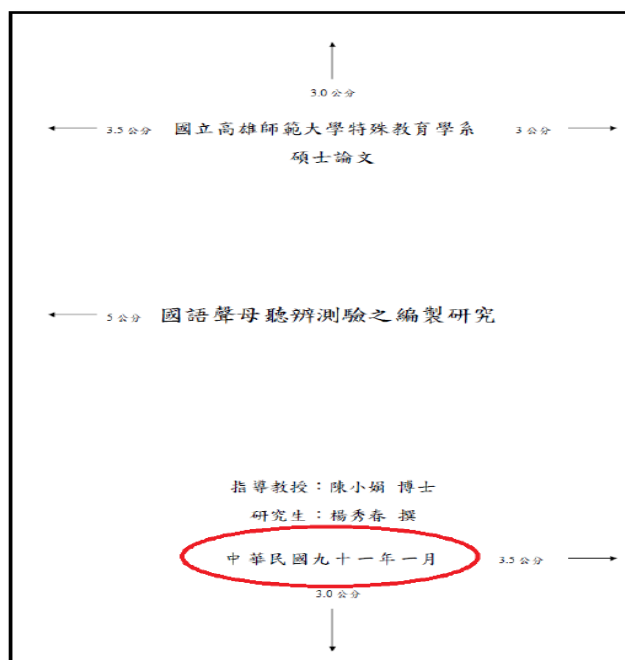 3.0 公分
3.5 公分 國立高雄師範大學特殊教育學系 3 公分
碩士論文
5 公分 國語聲母聽辨測驗之編製研究
指導教授：陳小娟 博士
研究生：楊秀春 撰
中華民國九十一年一月 3.5 公分
3.0 公分